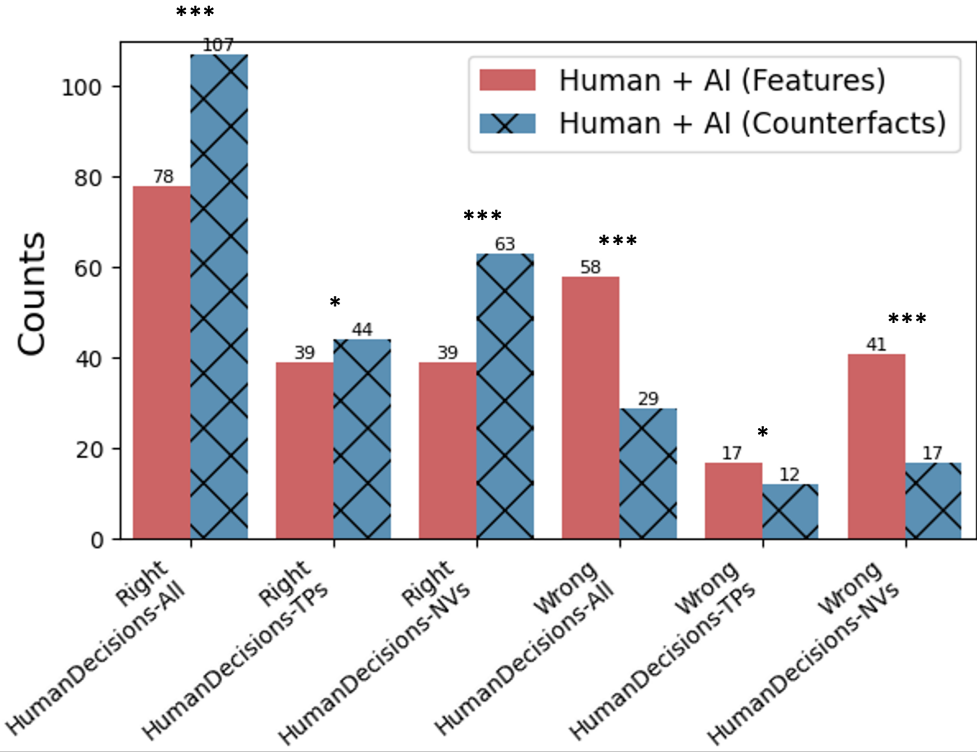 ***
107
Human + AI (Features)
Human + AI (Counterfacts)
100
80
60
40
20
0
Counts
78
*
39
44
***
39
63
***
58
29
*
17
12
***
41
17
Right
HumanDecisions-All
Right
HumanDecisions-TPs
Right
HumanDecisions-NVs
Wrong
HumanDecisions-All
Wrong
HumanDecisions-TPs
Wrong
HumanDecisions-NVs